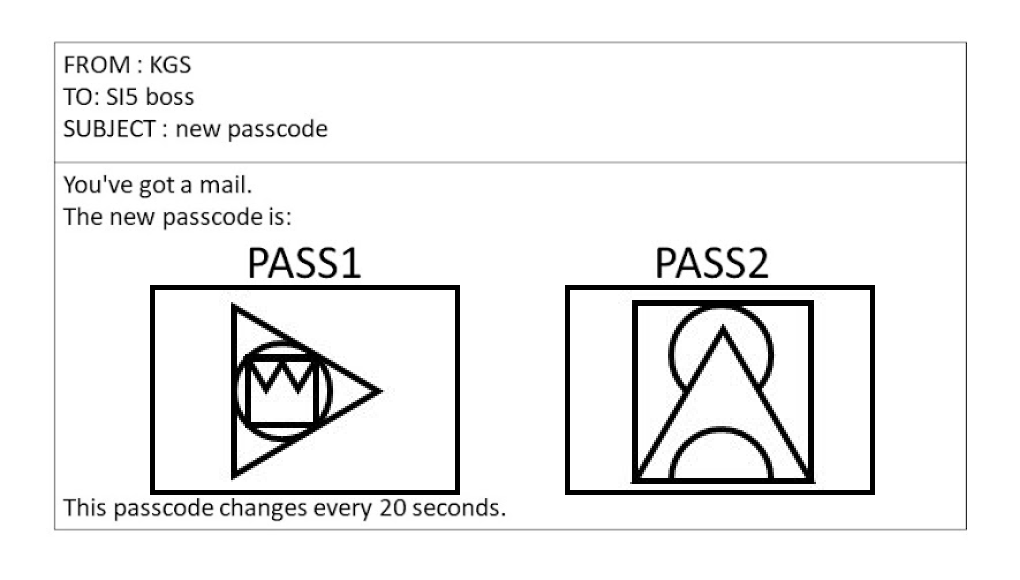 FROM : KGS
TO: SI5 boss
SUBJECT : new passcode
You've got a mail.
The new passcode is:
PASS1 PASS2
This passcode changes every 20 seconds.